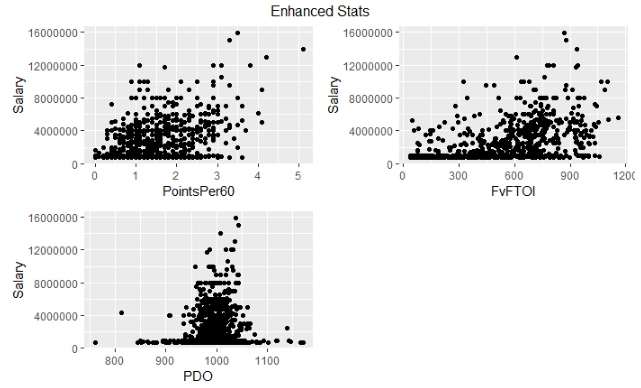 Enhanced Stats
16000000
12000000
8000000
4000000
0
Salary
0 1 2 3 4 5
PointsPer60
16000000
12000000
8000000
4000000
0
Salary
0 300 600 900 1200
FvFTOI
16000000
12000000
8000000
4000000
0
Salary
800 900 1000 1100
PDO